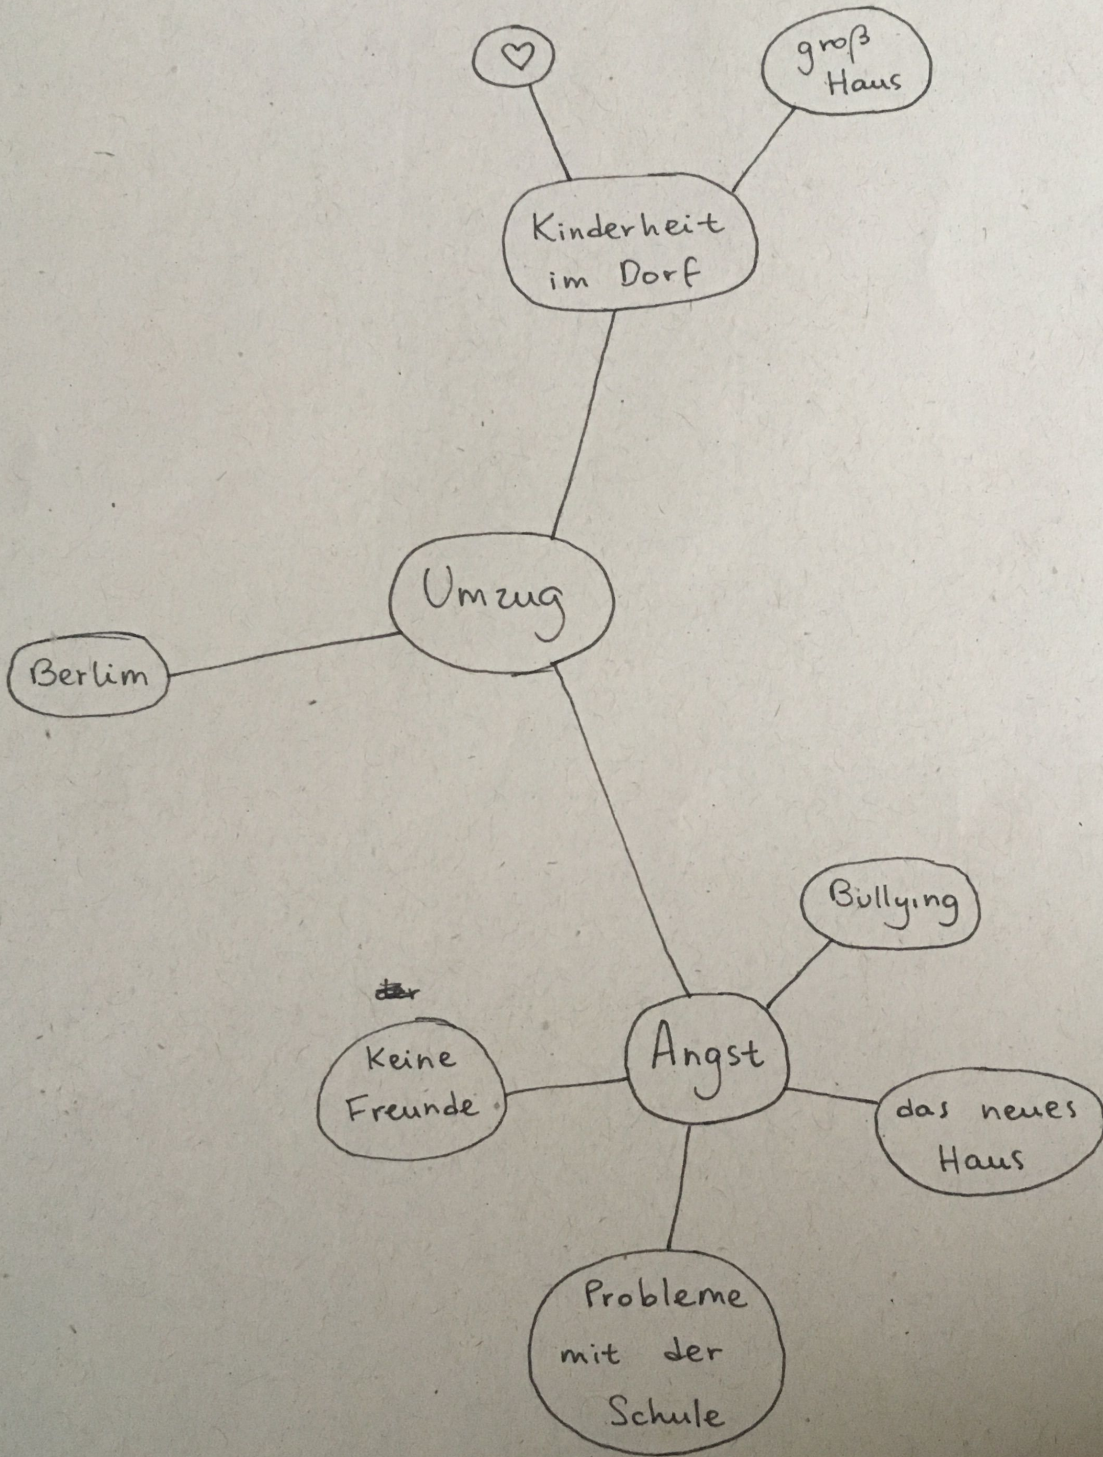 groß
Haus
Kinderheit
im Dorf
Umzug
Berlim
Bullying
Keine
Freunde
Angst
das neues
Haus
Probleme
mit der
Schule